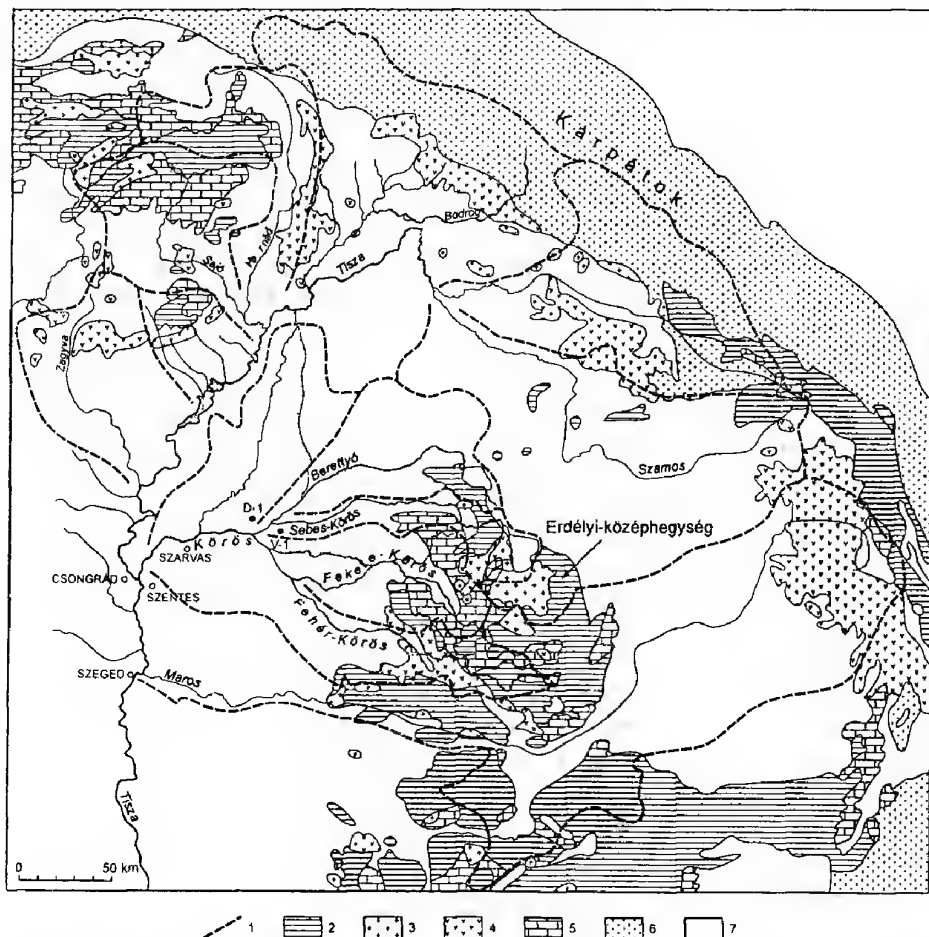 Kárpátok
Bodrog
Tisza
Sajó
Hernád
Zagyva
Szamos
Berettyó
D-1
Sebes-Körös
V-1
Körös
SZARVAS
Erdélyi-középhegység
Fekete-Körös
CSONGRÁD
SZENTES
Fehér-Körös
SZEGED
Maros
Tisza
0 50 km
1 2 3 4 5 6 7